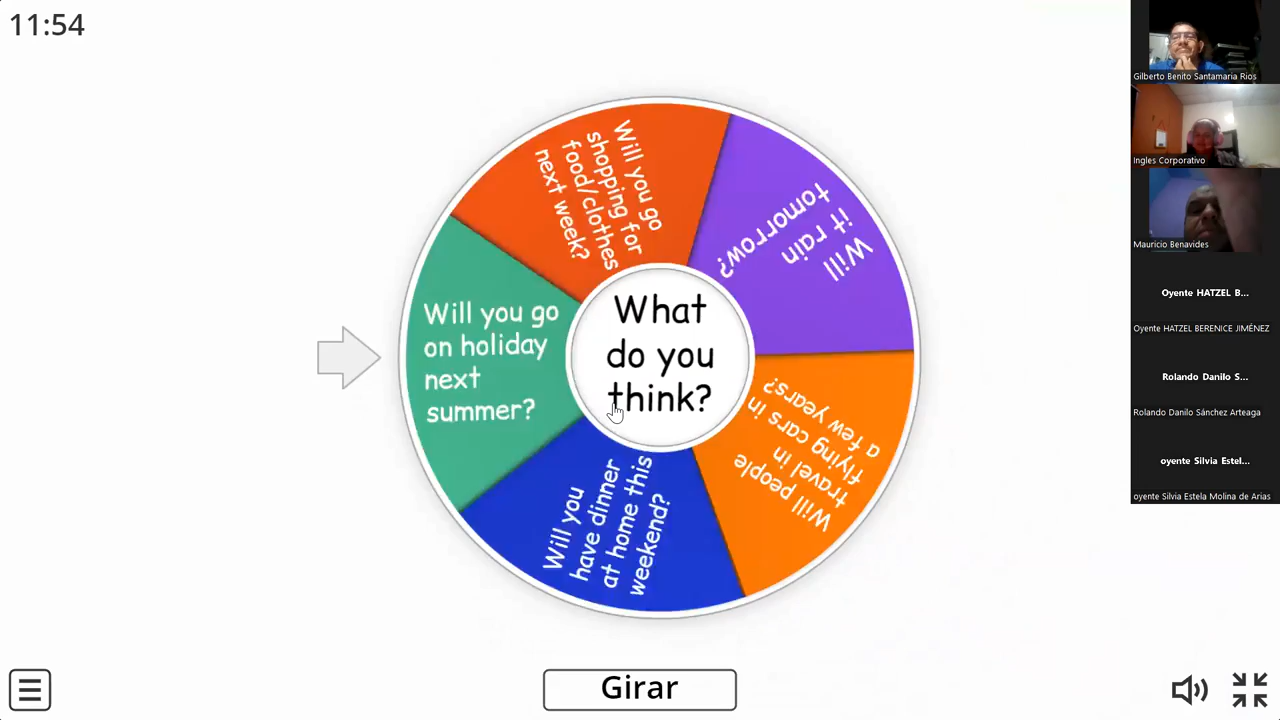 11:54
Will you go
shopping for
food/clothes
next week?
Will
it rain
tomorrow?
Will you go
on holiday
next
summer?
What
do you
think?
Will people
travel in
flying cars in
a few years?
Will you
have dinner
at home this
weekend?
Girar
Gilberto Benito Santamaria Rios
Ingles Corporativo
Mauricio Benavides
Oyente HATZEL B...
Oyente HATZEL BERENICE JIMÉNEZ
Rolando Danilo S...
Rolando Danilo Sánchez Arteaga
oyente Silvia Estel...
oyente Silvia Estela Molina de Arias